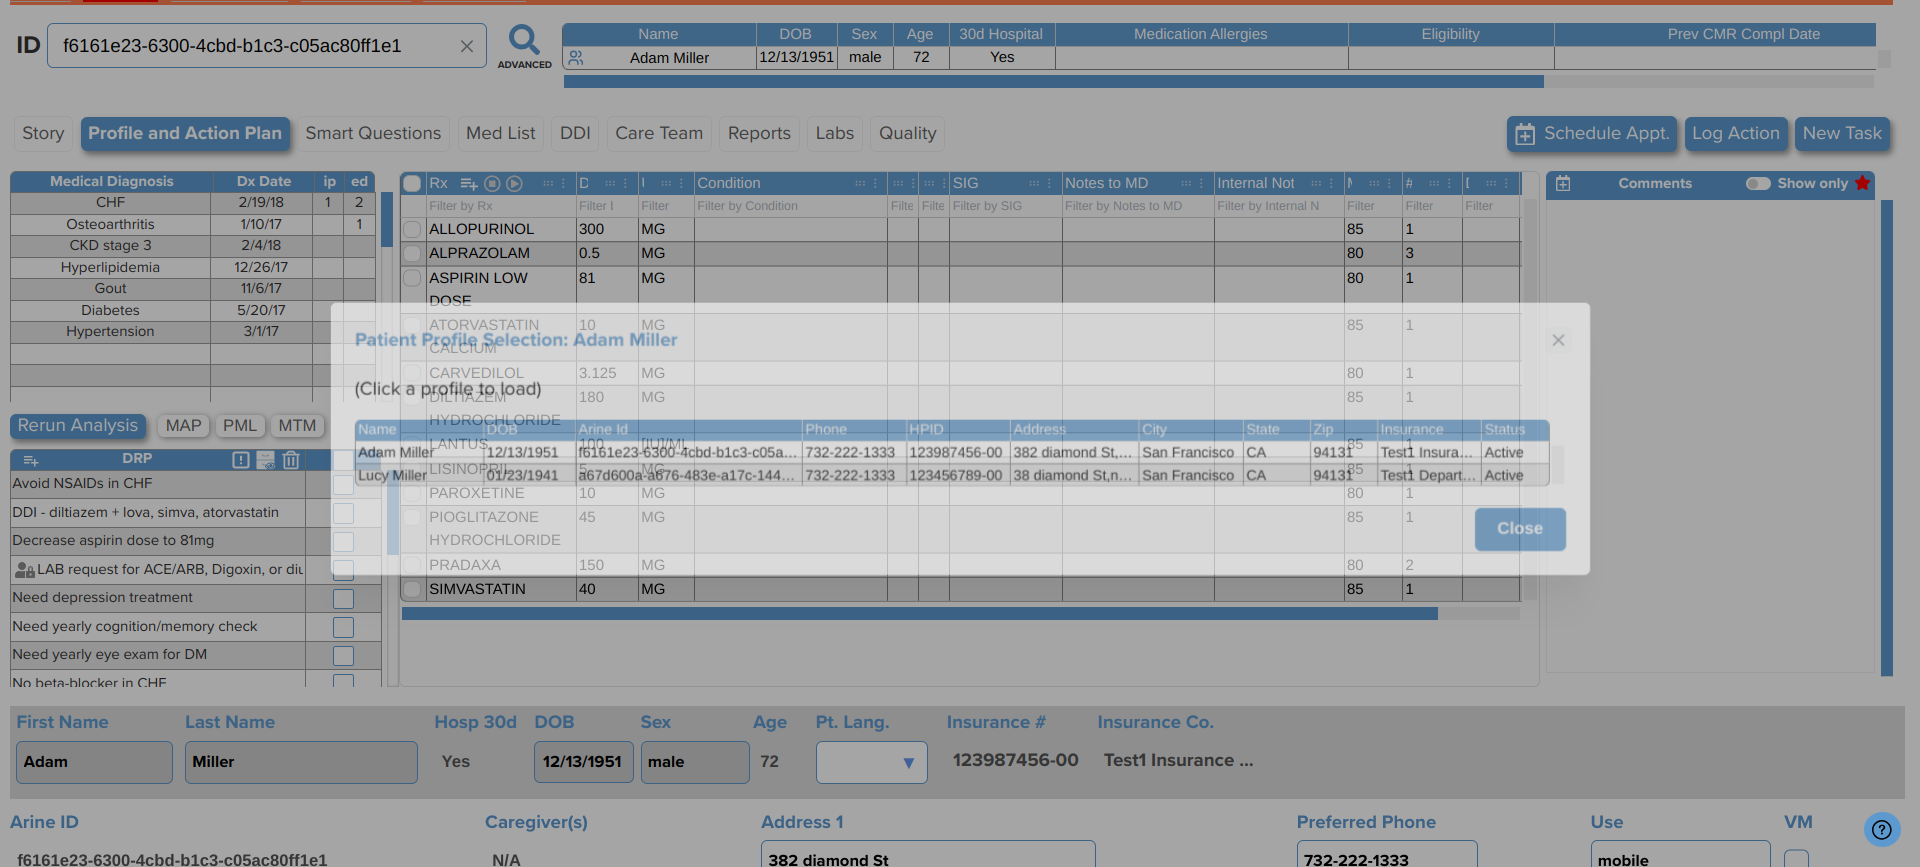 ID f6161e23-6300-4cbd-b1c3-c05ac80ff1e1
ADVANCED
Name DOB Sex Age 30d Hospital Medication Allergies Eligibility Prev CMR Compl Date
Adam Miller 12/13/1951 male 72 Yes
Story Profile and Action Plan Smart Questions Med List DDI Care Team Reports Labs Quality Schedule Appt. Log Action New Task
Medical Diagnosis Dx Date ip ed
CHF 2/19/18 1 2
Osteoarthritis 1/10/17 1
CKD stage 3 2/4/18
Hyperlipidemia 12/26/17
Gout 11/6/17
Diabetes 5/20/17
Hypertension 3/1/17
Rerun Analysis MAP PML MTM
DRP
Avoid NSAIDs in CHF
DDI - diltiazem + lova, simva, atorvastatin
Decrease aspirin dose to 81mg
LAB request for ACE/ARB, Digoxin, or diu
Need depression treatment
Need yearly cognition/memory check
Need yearly eye exam for DM
No beta-blocker in CHF
Rx D I Condition SIG Notes to MD Internal Not # 
Filter by Rx Filter I Filter Filter by Condition Filte Filte Filter by SIG Filter by Notes to MD Filter by Internal N Filter Filter Filter
ALLOPURINOL 300 MG 85 1
ALPRAZOLAM 0.5 MG 80 3
ASPIRIN LOW DOSE 81 MG 80 1
ATORVASTATIN CALCIUM 10 MG 85 1
CARVEDILOL 3.125 MG 80 1
DILTIAZEM HYDROCHLORIDE 180 MG 85 1
LANTUS 100 [IU]/ML 85 1
LISINOPRIL 5 MG 85 1
PAROXETINE 10 MG 80 1
PIOGLITAZONE HYDROCHLORIDE 45 MG 85 1
PRADAXA 150 MG 80 2
SIMVASTATIN 40 MG 85 1
Comments Show only
Patient Profile Selection: Adam Miller
(Click a profile to load)
Name DOB Arine Id Phone HPID Address City State Zip Insurance Status
Adam Miller 12/13/1951 f6161e23-6300-4cbd-b1c3-c05a... 732-222-1333 123987456-00 382 diamond St,... San Francisco CA 94131 Test1 Insura... Active
Lucy Miller 01/23/1941 a67d600a-a676-483e-a17c-144... 732-222-1333 123456789-00 38 diamond St,n... San Francisco CA 94131 Test1 Depart... Active
Close
First Name Last Name Hosp 30d DOB Sex Age Pt. Lang. Insurance # Insurance Co.
Adam Miller Yes 12/13/1951 male 72 123987456-00 Test1 Insurance ...
Arine ID Caregiver(s) Address 1 Preferred Phone Use VM
f6161e23-6300-4cbd-b1c3-c05ac80ff1e1 N/A 382 diamond St 732-222-1333 mobile